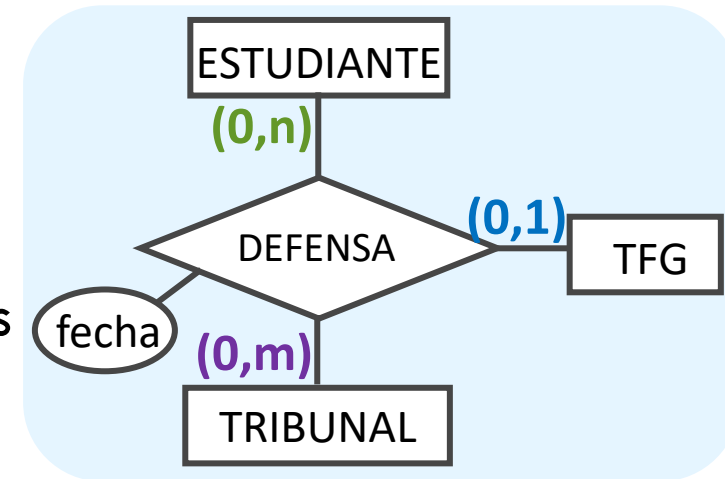 ESTUDIANTE
(0,n)
(0,1)
DEFENSA
TFG
s
fecha
(0,m)
TRIBUNAL